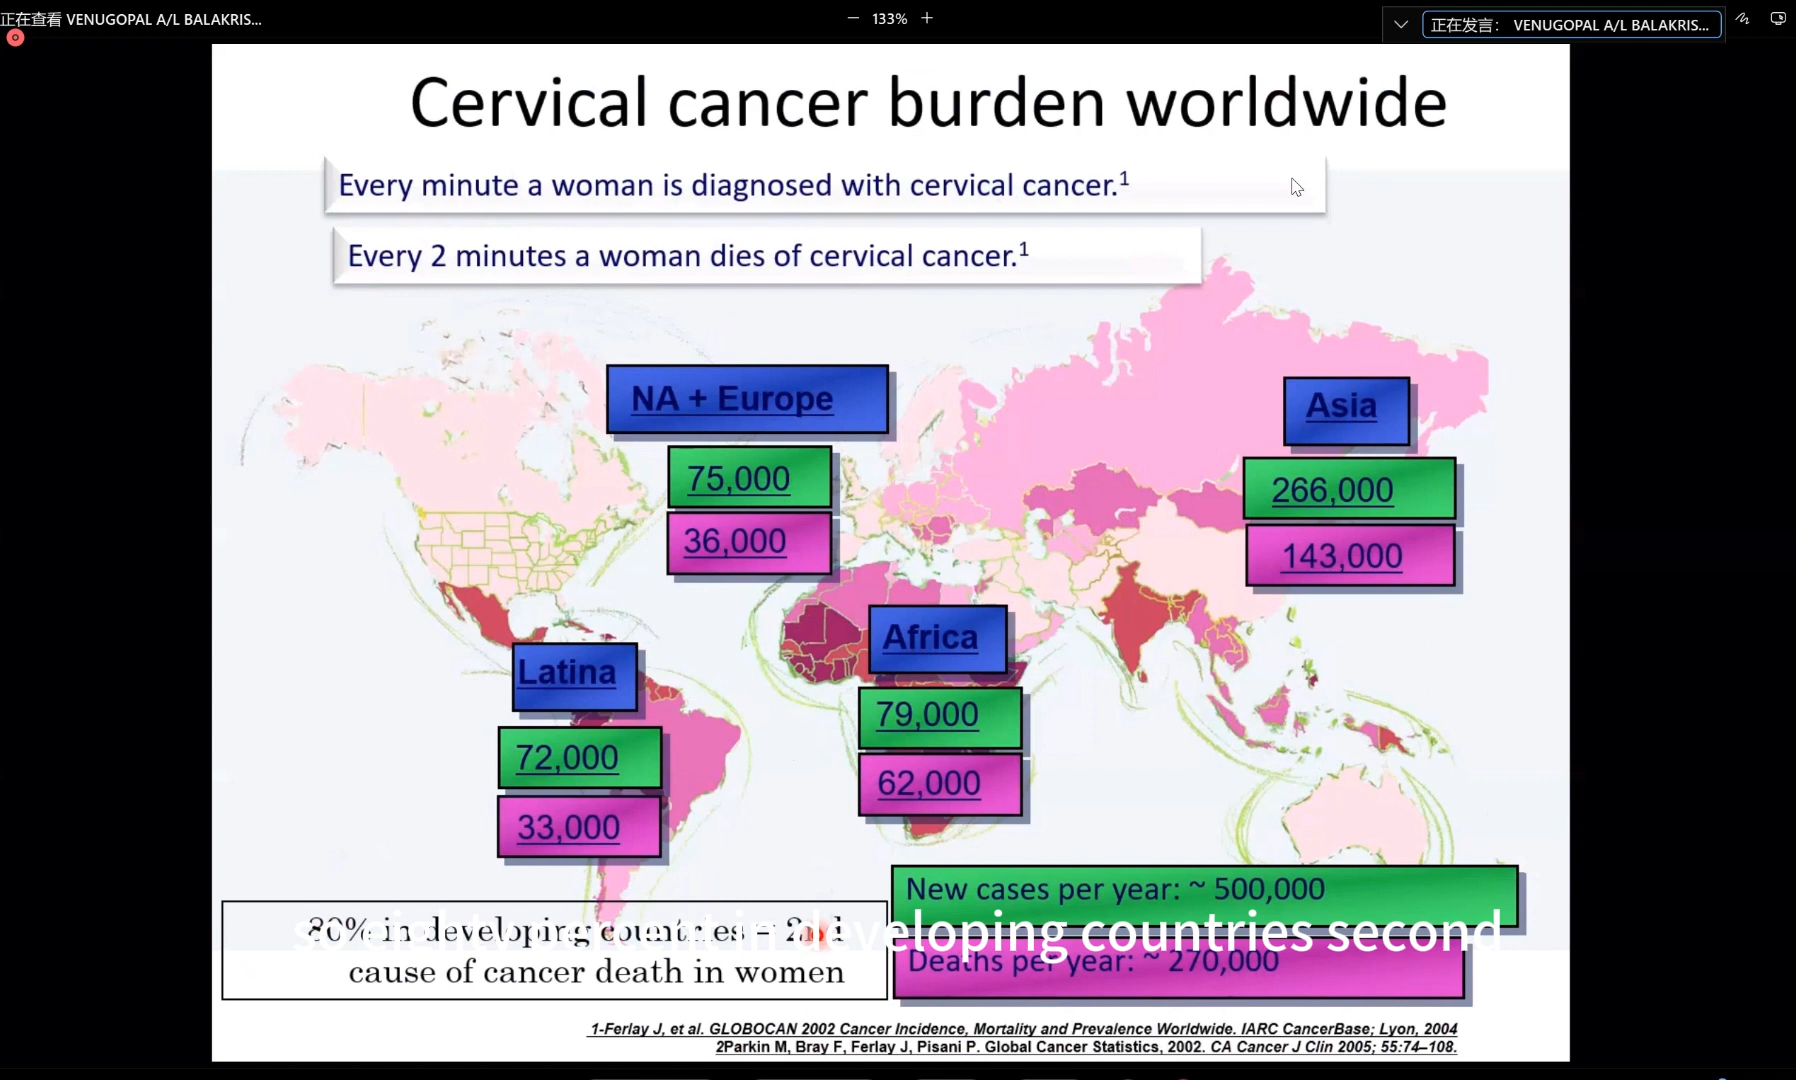 正在查看 VENUGOPAL A/L BALAKRIS...
133%
正在发言： VENUGOPAL A/L BALAKRIS...
Cervical cancer burden worldwide
Every minute a woman is diagnosed with cervical cancer.1
Every 2 minutes a woman dies of cervical cancer.1
NA + Europe
75,000
36,000
Asia
266,000
143,000
Latina
72,000
33,000
Africa
79,000
62,000
New cases per year: ~ 500,000
Deaths per year: ~ 270,000
80% in developing countries – 2nd
cause of cancer death in women
so eighty percent in developing countries second
1-Ferlay J, et al. GLOBOCAN 2002 Cancer Incidence, Mortality and Prevalence Worldwide. IARC CancerBase; Lyon, 2004
2Parkin M, Bray F, Ferlay J, Pisani P. Global Cancer Statistics, 2002. CA Cancer J Clin 2005; 55:74–108.